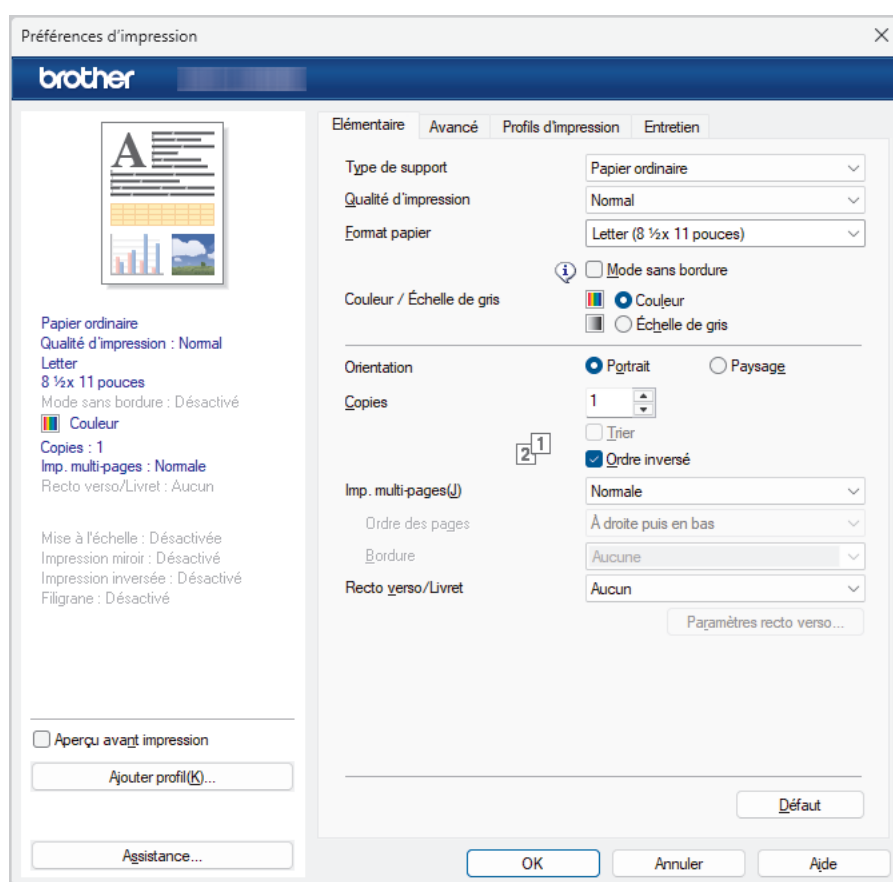 Préférences d'impression
brother
A
Papier ordinaire
Qualité d'impression : Normal
Letter
8 ½x 11 pouces
Mode sans bordure : Désactivé
Couleur
Copies : 1
Imp. multi-pages : Normale
Recto verso/Livret : Aucun
Mise à l'échelle : Désactivée
Impression miroir : Désactivé
Impression inversée : Désactivé
Filigrane : Désactivé
Aperçu avant impression
Ajouter profil(K)...
Assistance...
Elémentaire Avancé Profils d'impression Entretien
Type de support Papier ordinaire
Qualité d'impression Normal
Format papier Letter (8 ½x 11 pouces)
Mode sans bordure
Couleur / Échelle de gris Couleur
Échelle de gris
Orientation Portrait Paysage
Copies 1
Trier
2 1
Ordre inversé
Imp. multi-pages(J) Normale
Ordre des pages À droite puis en bas
Bordure Aucune
Recto verso/Livret Aucun
Paramètres recto verso...
Défaut
OK Annuler Aide